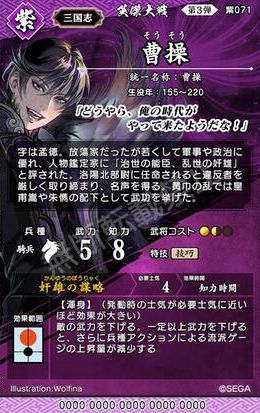 紫
三国志
英傑大戦
第3弾
紫071
そう そう
曹操
統一名称：曹操
生没年：155～220
「どうやら、俺の時代が
やって来たようだな！」
字は孟徳。放蕩家だったが若くして軍事や政治に
優れ、人物鑑定家に「治世の能臣、乱世の奸雄」
と評された。洛陽北部尉に任命されると違反者を
厳しく取り締まり、名声を得る。黄巾の乱では皇
甫嵩や朱儁の配下として武功を挙げた。
兵種
武力
知力
武将コスト
騎兵
5
8
特技
技巧
かんゆうのぼうりゃく
奸雄の謀略
必要士気
4
効果時間
知力時間
効果範囲
【渾身】（発動時の士気が必要士気に近い
ほど効果が大きい）
敵の武力を下げる。一定以上武力を下げる
と、さらに兵種アクションによる流派ゲー
ジの上昇量が減少する
Illustration:Wolfina
©SEGA
0000 0000 0000 0000 0000